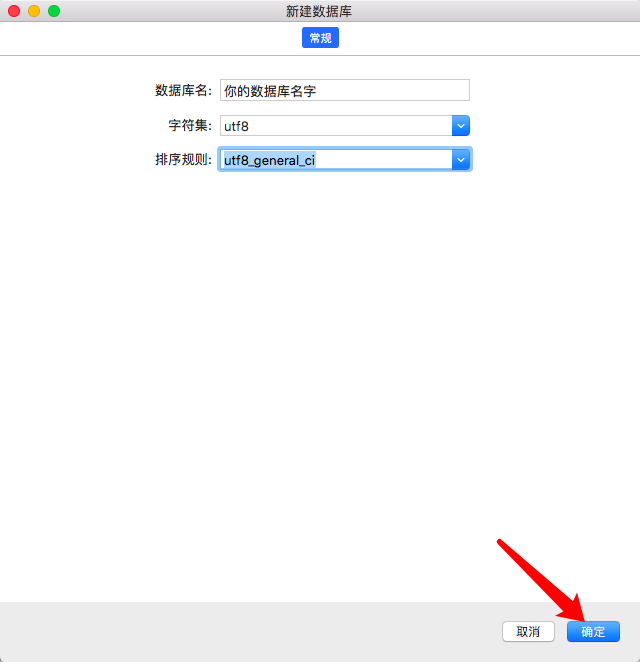 新建数据库
常规
数据库名: 你的数据库名字
字符集: utf8
排序规则: utf8_general_ci
取消 确定